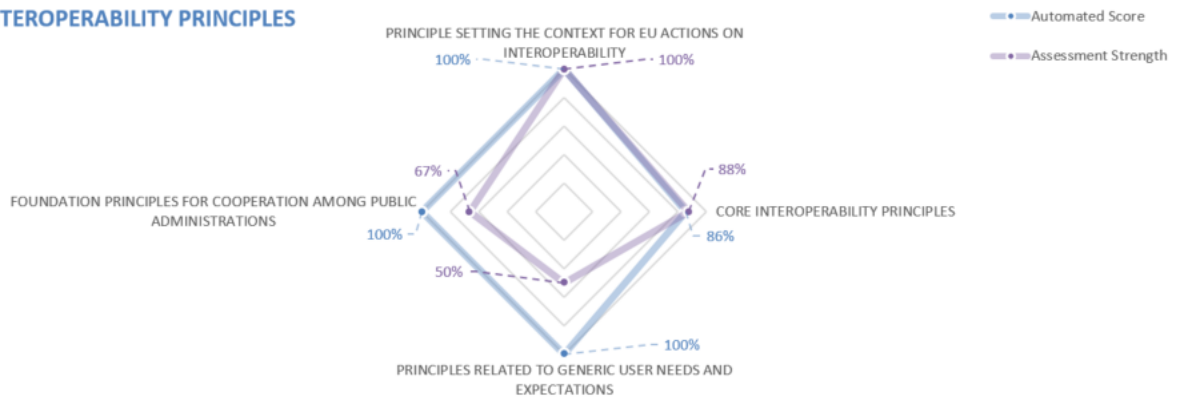 TEROPERABILITY PRINCIPLES
Automated Score
Assessment Strength
PRINCIPLE SETTING THE CONTEXT FOR EU ACTIONS ON
INTEROPERABILITY
100%
100%
67%
88%
FOUNDATION PRINCIPLES FOR COOPERATION AMONG PUBLIC
ADMINISTRATIONS
CORE INTEROPERABILITY PRINCIPLES
100%
86%
50%
100%
PRINCIPLES RELATED TO GENERIC USER NEEDS AND
EXPECTATIONS